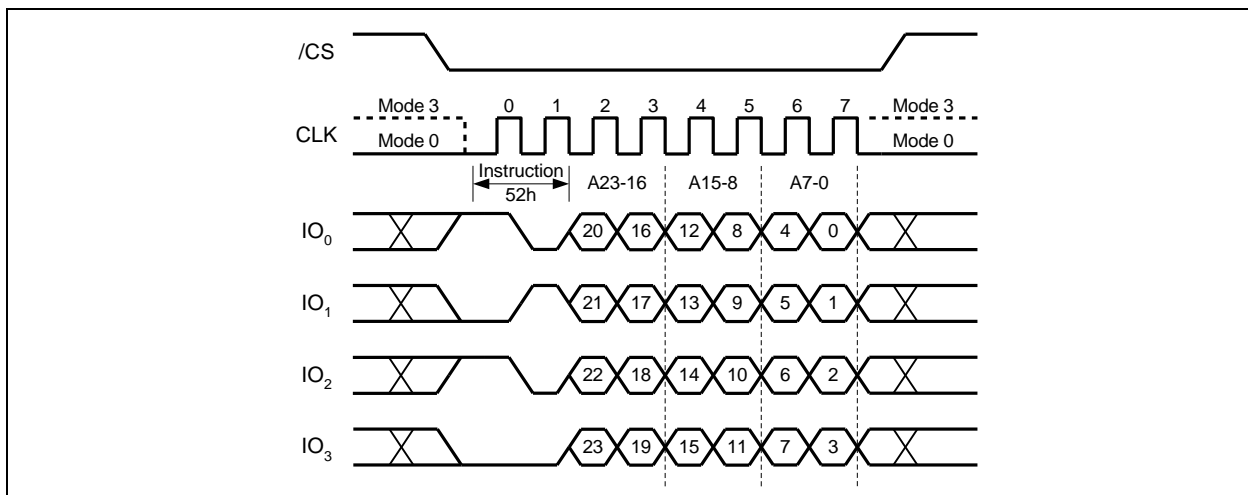 /CS
Mode 3 0 1 2 3 4 5 6 7 Mode 3
CLK Mode 0 Mode 0
Instruction
52h
A23-16 A15-8 A7-0
IO0 20 16 12 8 4 0
IO1 21 17 13 9 5 1
IO2 22 18 14 10 6 2
IO3 23 19 15 11 7 3